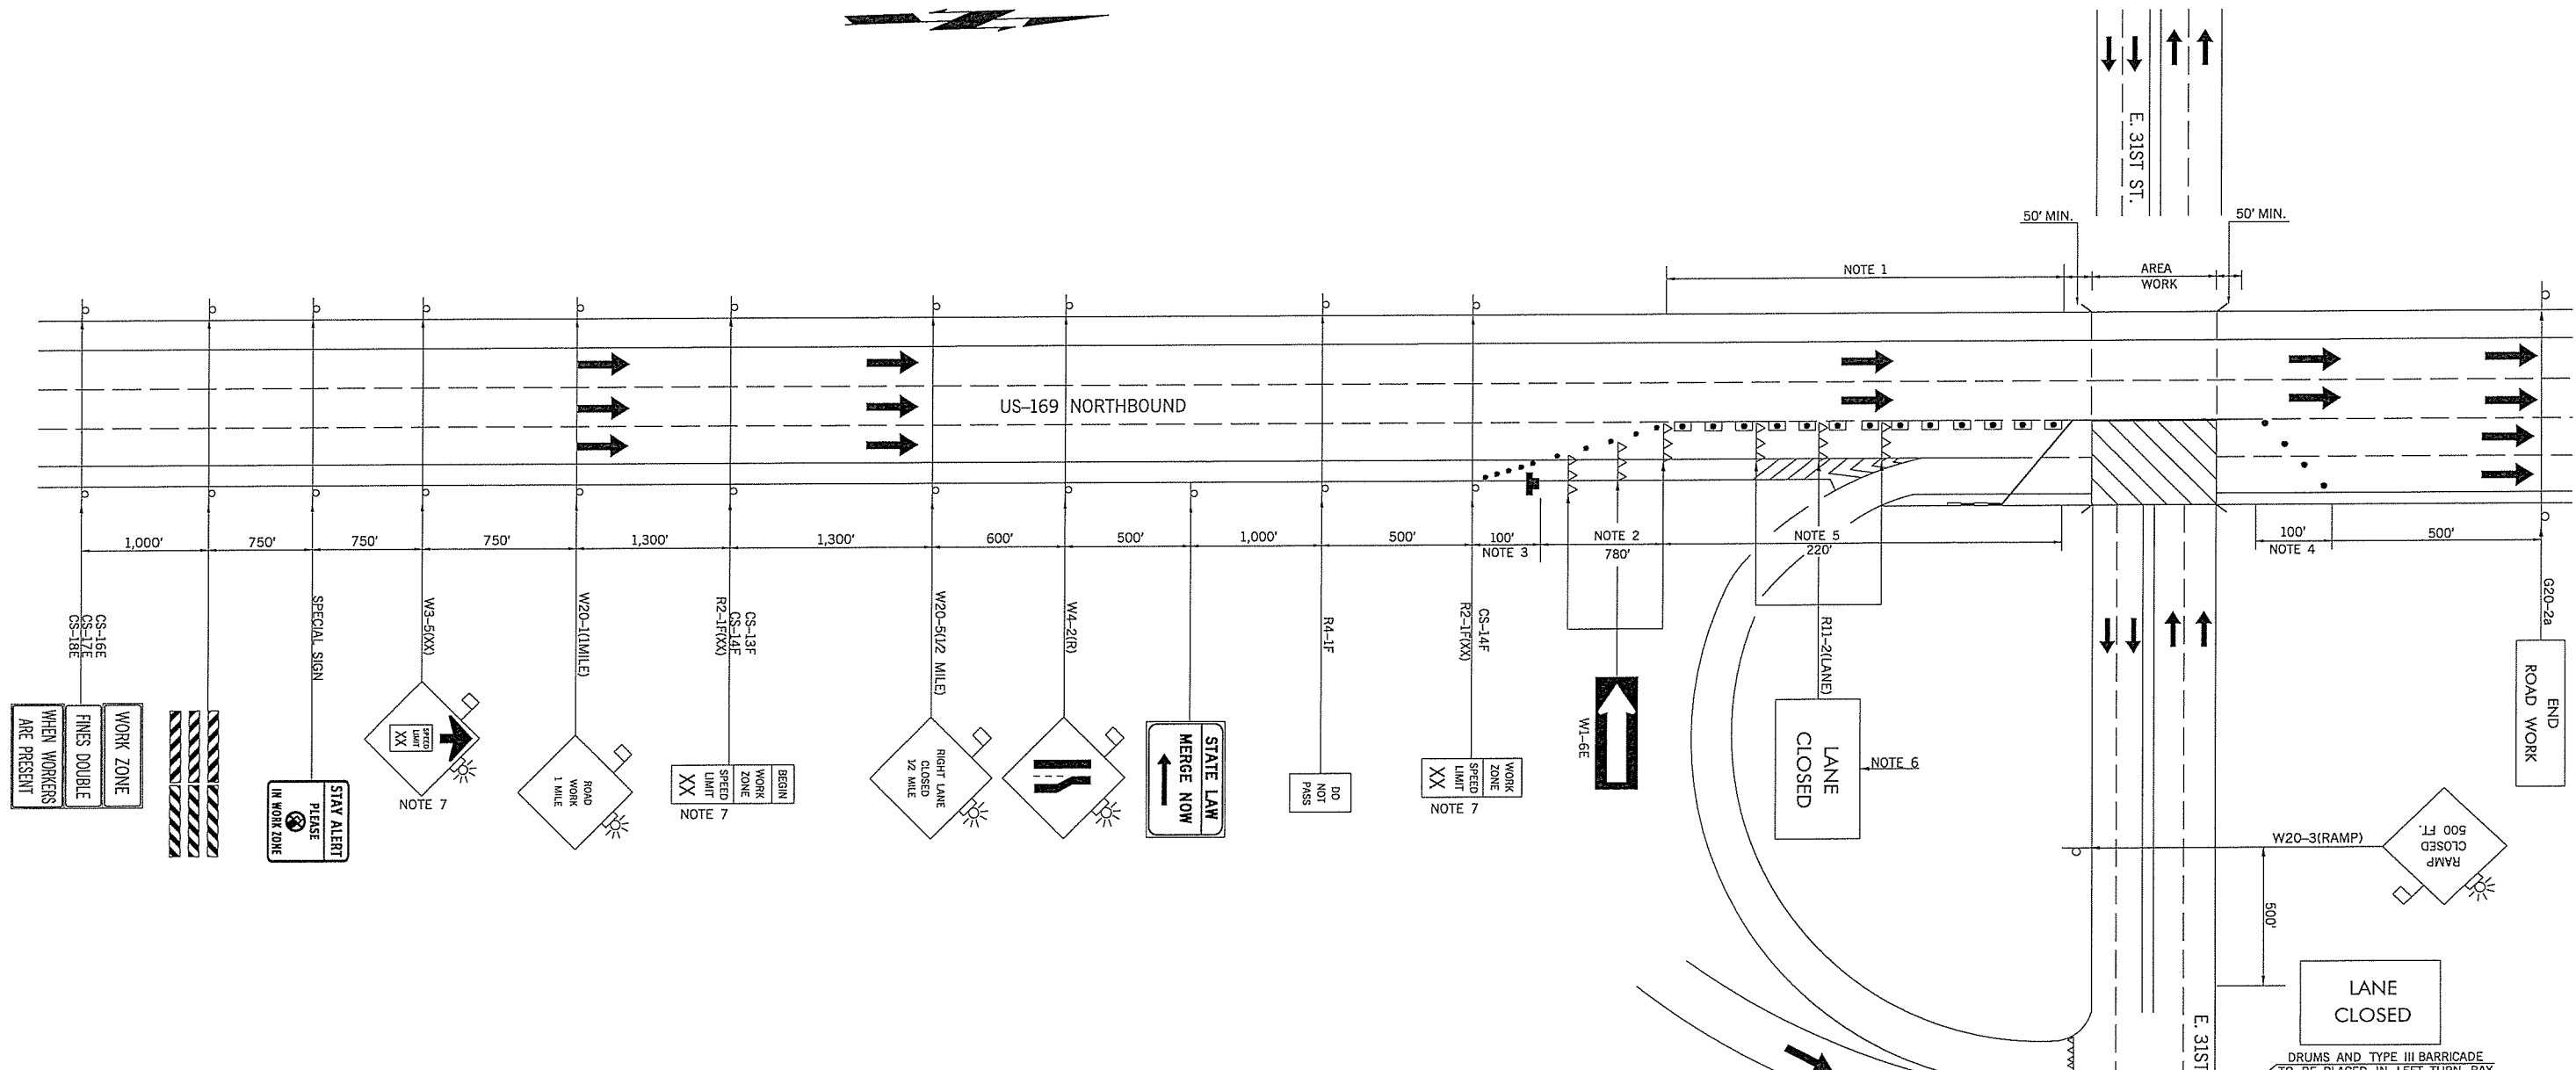 E. 31ST ST.
50' MIN.
50' MIN.
NOTE 1
AREA
WORK
US-169 NORTHBOUND
1,000'
750'
750'
750'
1,300'
1,300'
600'
500'
1,000'
500'
100'
NOTE 3
NOTE 2
780'
NOTE 5
220'
100'
NOTE 4
500'
CS-16E
CS-17E
CS-18E
WORK ZONE
FINES DOUBLE
WHEN WORKERS
ARE PRESENT
SPECIAL SIGN
STAY ALERT
PLEASE
IN WORK ZONE
W3-5(XX)
SPEED
LIMIT
XX
NOTE 7
W20-1(1MILE)
ROAD
WORK
1 MILE
CS-13F
CS-14F
R2-1F(XX)
BEGIN
WORK
ZONE
SPEED
LIMIT
XX
NOTE 7
W20-5(1/2 MILE)
RIGHT LANE
CLOSED
1/2 MILE
W4-2(R)
STATE LAW
MERGE NOW
R4-1F
DO
NOT
PASS
CS-14F
R2-1F(XX)
WORK
ZONE
SPEED
LIMIT
XX
NOTE 7
W1-6E
R11-2(LANE)
LANE
CLOSED
NOTE 6
G20-2a
END
ROAD WORK
W20-3(RAMP)
RAMP
CLOSED
500 FT.
500'
E. 31ST
LANE
CLOSED
DRUMS AND TYPE III BARRICADE
TO BE PLACED IN LEFT TURN BAY